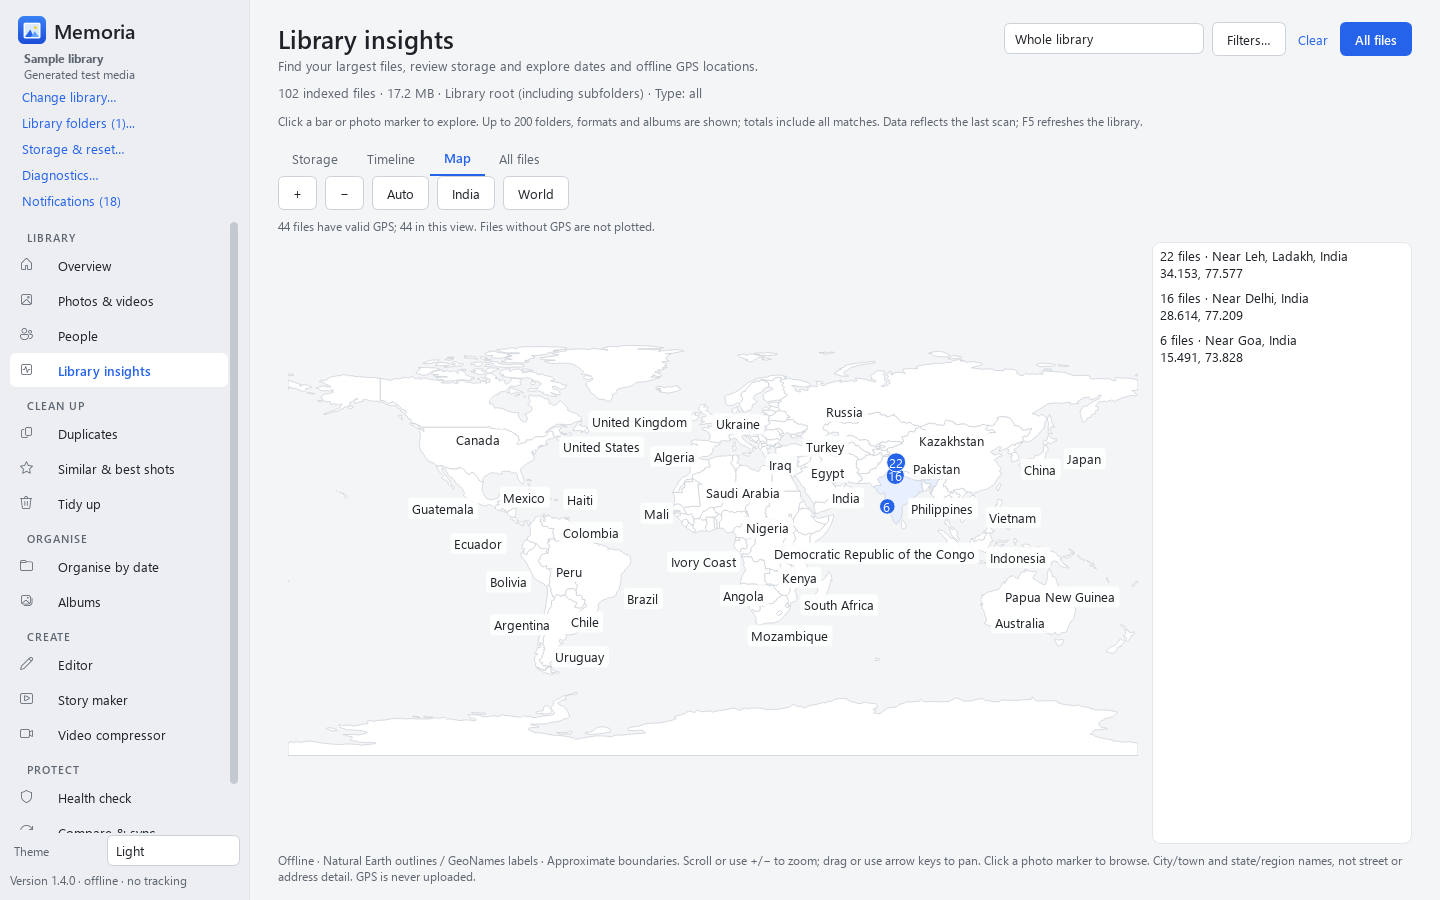 Memoria
Sample library
Generated test media
Change library...
Library folders (1)...
Storage & reset...
Diagnostics...
Notifications (18)
LIBRARY
Overview
Photos & videos
People
Library insights
CLEAN UP
Duplicates
Similar & best shots
Tidy up
ORGANISE
Organise by date
Albums
CREATE
Editor
Story maker
Video compressor
PROTECT
Health check
Compare & sync
Theme
Light
Version 1.4.0 · offline · no tracking
Library insights
Whole library
Filters...
Clear
All files
Find your largest files, review storage and explore dates and offline GPS locations.
102 indexed files · 17.2 MB · Library root (including subfolders) · Type: all
Click a bar or photo marker to explore. Up to 200 folders, formats and albums are shown; totals include all matches. Data reflects the last scan; F5 refreshes the library.
Storage
Timeline
Map
All files
+
−
Auto
India
World
44 files have valid GPS; 44 in this view. Files without GPS are not plotted.
Russia
United Kingdom
Ukraine
Canada
United States
Turkey
Kazakhstan
Algeria
Iraq
Egypt
22
16
Pakistan
China
Japan
Guatemala
Mexico
Haiti
Saudi Arabia
India
6
Philippines
Mali
Vietnam
Nigeria
Colombia
Ecuador
Democratic Republic of the Congo
Indonesia
Ivory Coast
Peru
Bolivia
Kenya
Brazil
Angola
South Africa
Papua New Guinea
Argentina
Chile
Australia
Mozambique
Uruguay
22 files · Near Leh, Ladakh, India
34.153, 77.577
16 files · Near Delhi, India
28.614, 77.209
6 files · Near Goa, India
15.491, 73.828
Offline · Natural Earth outlines / GeoNames labels · Approximate boundaries. Scroll or use +/− to zoom; drag or use arrow keys to pan. Click a photo marker to browse. City/town and state/region names, not street or
address detail. GPS is never uploaded.